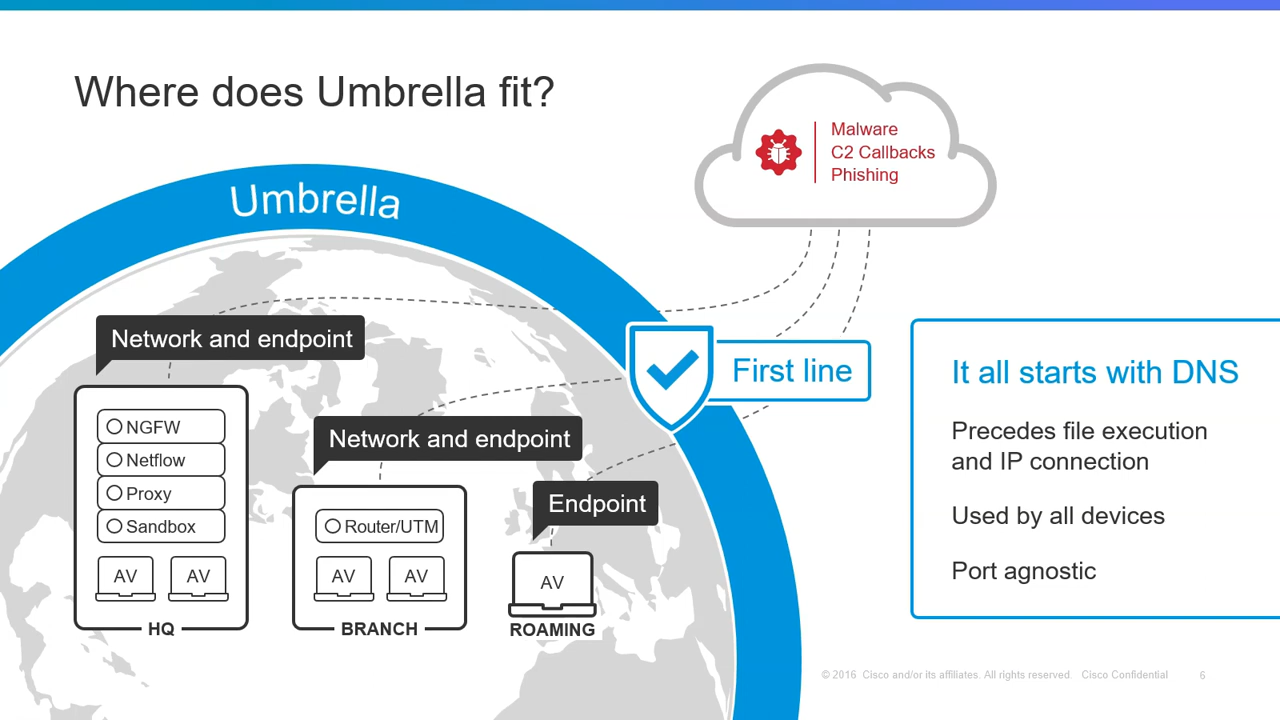 Where does Umbrella fit?
Malware
C2 Callbacks
Phishing
Umbrella
Network and endpoint
NGFW
Netflow
Proxy
Sandbox
AV AV
HQ
Network and endpoint
Router/UTM
AV AV
BRANCH
Endpoint
AV
ROAMING
First line
It all starts with DNS
Precedes file execution
and IP connection
Used by all devices
Port agnostic
© 2016 Cisco and/or its affiliates. All rights reserved. Cisco Confidential 6